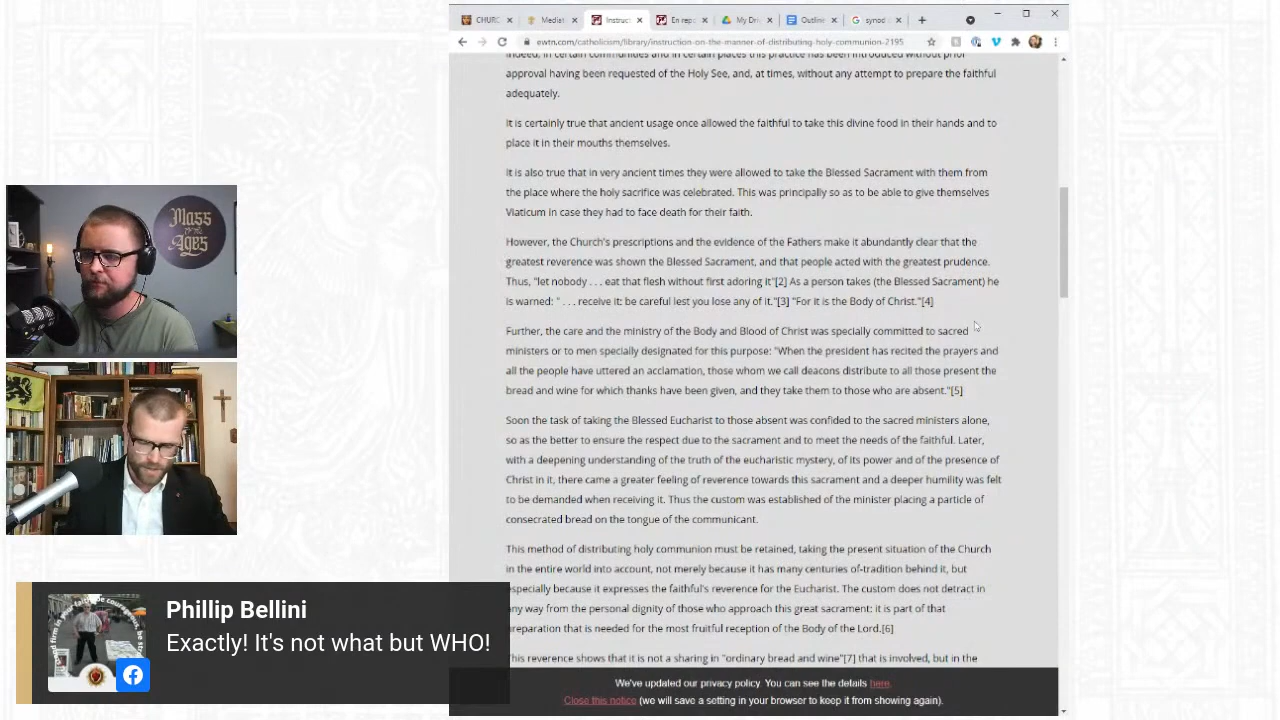 CHURC
Mediat
Instruc
En rep
My Driv
Outlin
synod
ewtn.com/catholicism/library/instruction-on-the-manner-of-distributing-holy-communion-2195
Indeed, in certain communities and in certain places this practice has been introduced without prior
approval having been requested of the Holy See, and, at times, without any attempt to prepare the faithful
adequately.
It is certainly true that ancient usage once allowed the faithful to take this divine food in their hands and to
place it in their mouths themselves.
It is also true that in very ancient times they were allowed to take the Blessed Sacrament with them from
the place where the holy sacrifice was celebrated. This was principally so as to be able to give themselves
Viaticum in case they had to face death for their faith.
However, the Church's prescriptions and the evidence of the Fathers make it abundantly clear that the
greatest reverence was shown the Blessed Sacrament, and that people acted with the greatest prudence.
Thus, "let nobody . . . eat that flesh without first adoring it"[2] As a person takes (the Blessed Sacrament) he
is warned: " . . . receive it: be careful lest you lose any of it."[3] "For it is the Body of Christ."[4]
Further, the care and the ministry of the Body and Blood of Christ was specially committed to sacred
ministers or to men specially designated for this purpose: "When the president has recited the prayers and
all the people have uttered an acclamation, those whom we call deacons distribute to all those present the
bread and wine for which thanks have been given, and they take them to those who are absent."[5]
Soon the task of taking the Blessed Eucharist to those absent was confided to the sacred ministers alone,
so as the better to ensure the respect due to the sacrament and to meet the needs of the faithful. Later,
with a deepening understanding of the truth of the eucharistic mystery, of its power and of the presence of
Christ in it, there came a greater feeling of reverence towards this sacrament and a deeper humility was felt
to be demanded when receiving it. Thus the custom was established of the minister placing a particle of
consecrated bread on the tongue of the communicant.
This method of distributing holy communion must be retained, taking the present situation of the Church
in the entire world into account, not merely because it has many centuries of-tradition behind it, but
especially because it expresses the faithful's reverence for the Eucharist. The custom does not detract in
any way from the personal dignity of those who approach this great sacrament: it is part of that
preparation that is needed for the most fruitful reception of the Body of the Lord.[6]
This reverence shows that it is not a sharing in "ordinary bread and wine"[7] that is involved, but in the
We've updated our privacy policy. You can see the details here.
Close this notice (we will save a setting in your browser to keep it from showing again).
Mass
of the
Ages
Phillip Bellini
Exactly! It's not what but WHO!